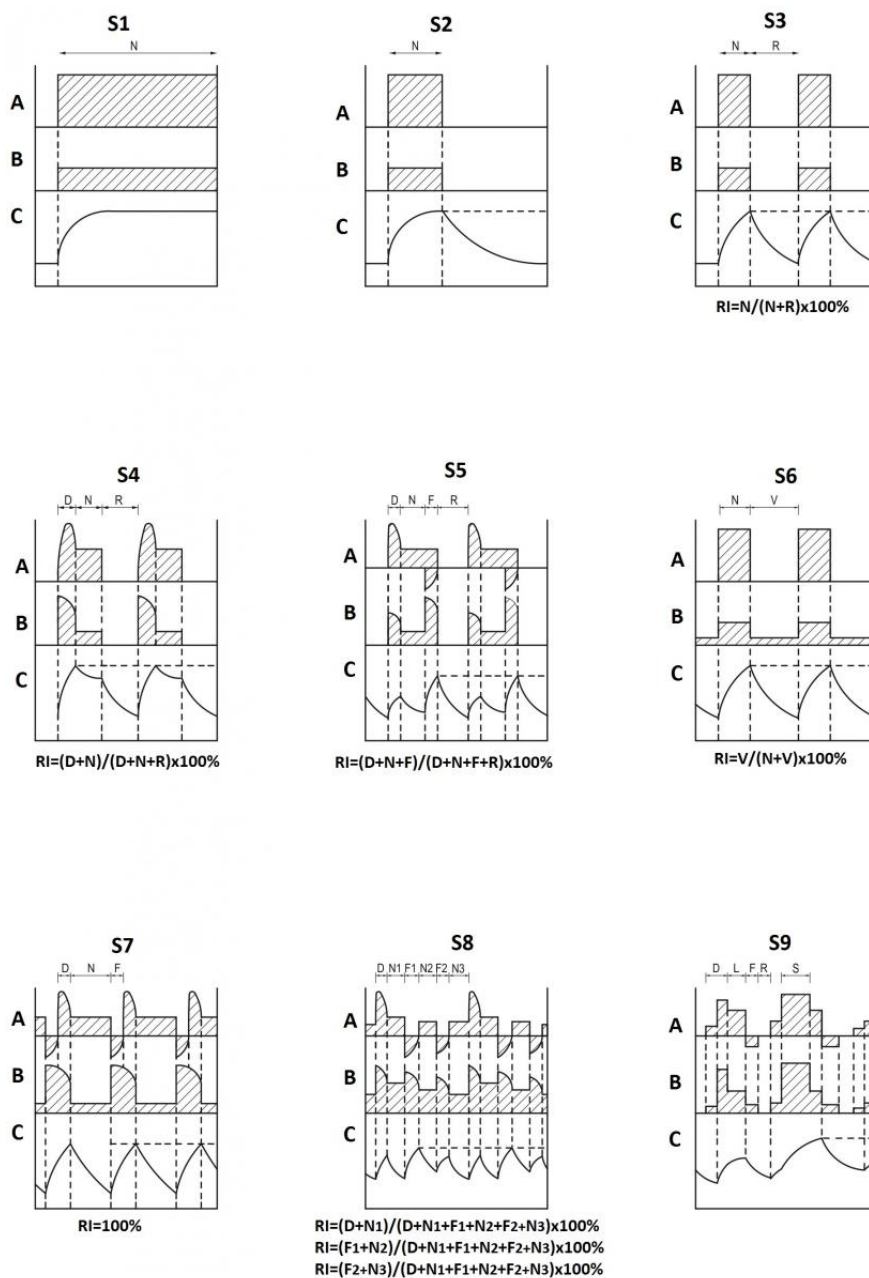 S1
S2
S3
N
N
N R
A
A
A
B
B
B
C
C
C
RI=N/(N+R)x100%
S4
S5
S6
D N R
D N F R
N V
A
A
A
B
B
B
C
C
C
RI=(D+N)/(D+N+R)x100%
RI=(D+N+F)/(D+N+F+R)x100%
RI=V/(N+V)x100%
S7
S8
S9
D N F
D N1 F1 N2 F2 N3
D L F R S
A
A
A
B
B
B
C
C
C
RI=100%
RI=(D+N1)/(D+N1+F1+N2+F2+N3)x100%
RI=(F1+N2)/(D+N1+F1+N2+F2+N3)x100%
RI=(F2+N3)/(D+N1+F1+N2+F2+N3)x100%